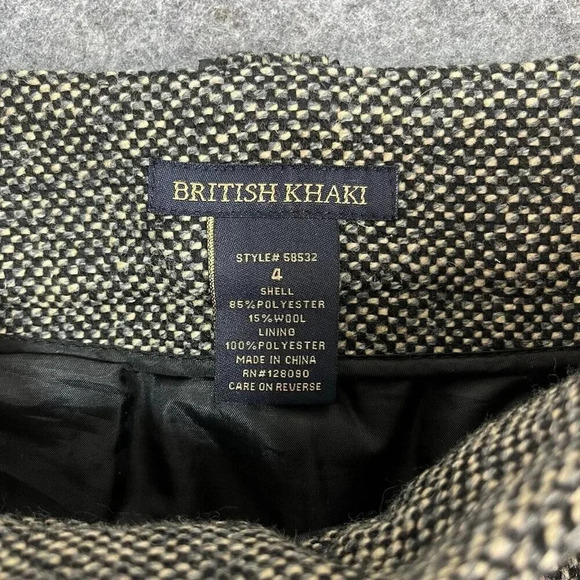 BRITISH KHAKI
STYLE# 58532
4
SHELL
85%POLYESTER
15%WOOL
LINING
100%POLYESTER
MADE IN CHINA
RN#128090
CARE ON REVERSE